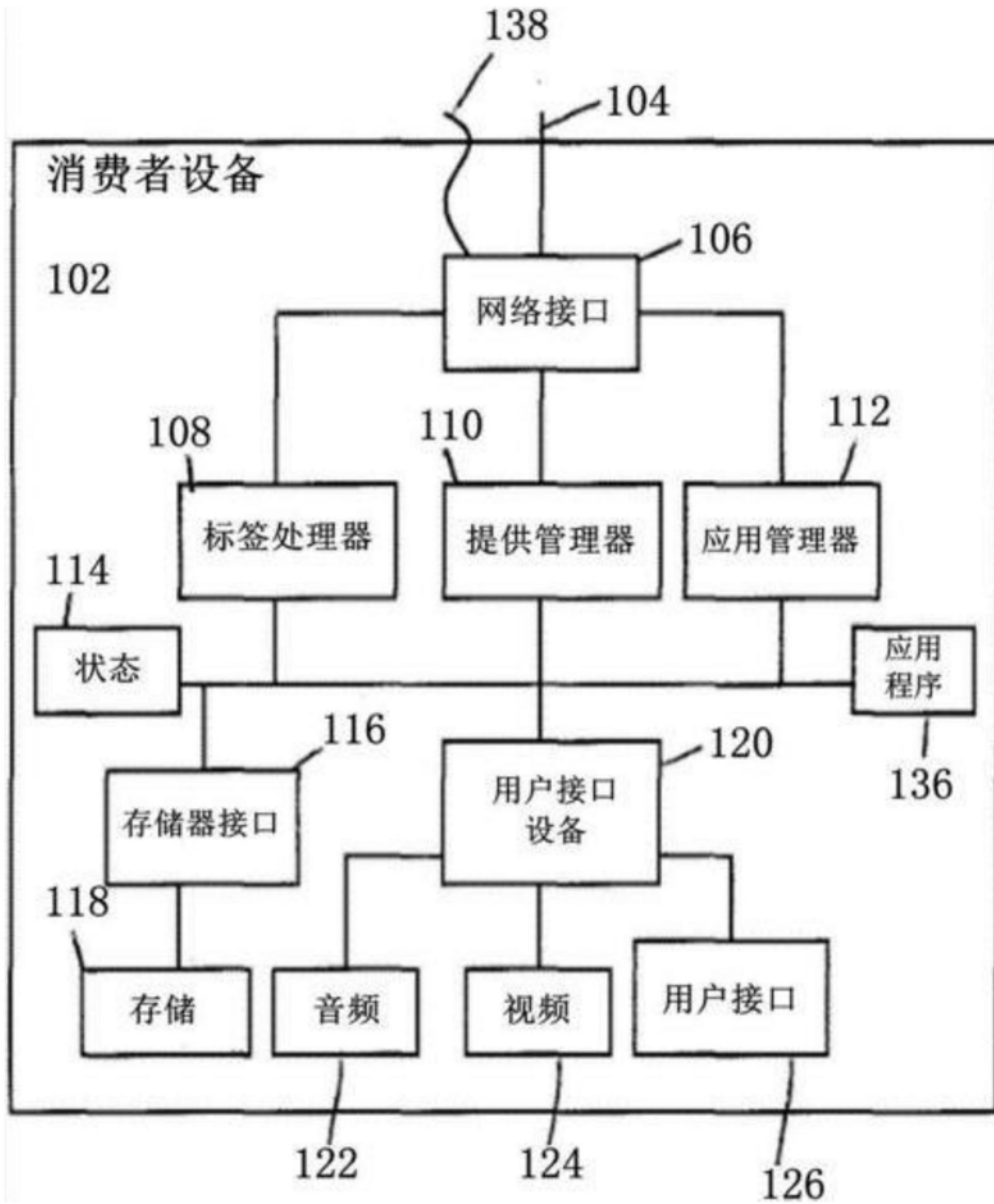 138
104
消费者设备
102
106
网络接口
108
110
112
标签处理器
提供管理器
应用管理器
114
状态
应用
程序
116
120
136
存储器接口
用户接口
设备
118
存储
音频
视频
用户接口
122
124
126